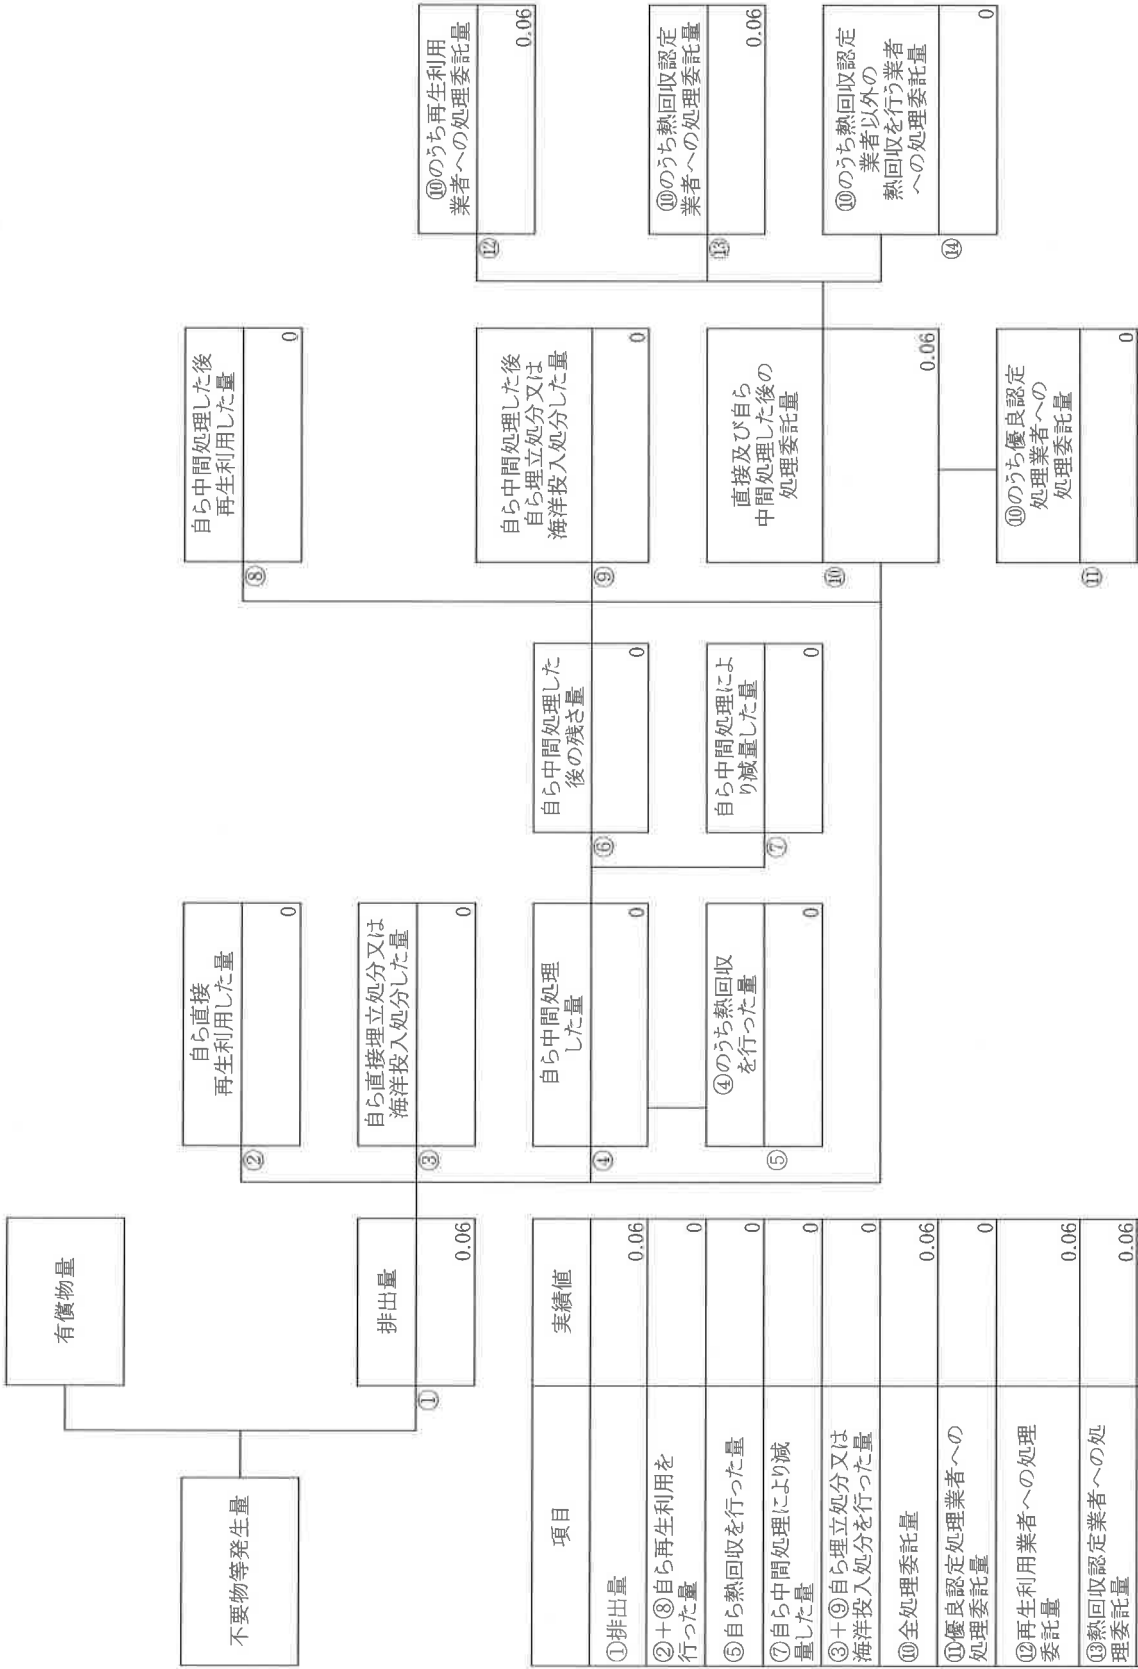 不要物等発生量
有償物量
①
排出量
0.06
②
自ら直接
再生利用した量
0
③
自ら直接埋立処分又は
海洋投入処分した量
0
④
自ら中間処理
した量
0
⑤
④のうち熱回収
を行った量
0
⑥
自ら中間処理した
後の残さ量
0
⑦
自ら中間処理によ
り減量した量
0
⑧
自ら中間処理した後
再生利用した量
0
⑨
自ら中間処理した後
自ら埋立処分又は
海洋投入処分した量
0
⑩
直接及び自ら
中間処理した後の
処理委託量
0.06
⑪
⑩のうち優良認定
処理業者への
処理委託量
0
⑫
⑩のうち再生利用
業者への処理委託量
0.06
⑬
⑩のうち熱回収認定
業者への処理委託量
0.06
⑭
⑩のうち熱回収認定
業者以外の
熱回収を行う業者
への処理委託量
0
項目 実績値
①排出量 0.06
②+⑧自ら再生利用を
行った量 0
⑤自ら熱回収を行った量 0
⑦自ら中間処理により減
量した量 0
③+⑨自ら埋立処分又は
海洋投入処分を行った量 0
⑩全処理委託量 0.06
⑪優良認定処理業者への
処理委託量 0
⑫再生利用業者への処理
委託量 0.06
⑬熱回収認定業者への処
理委託量 0.06